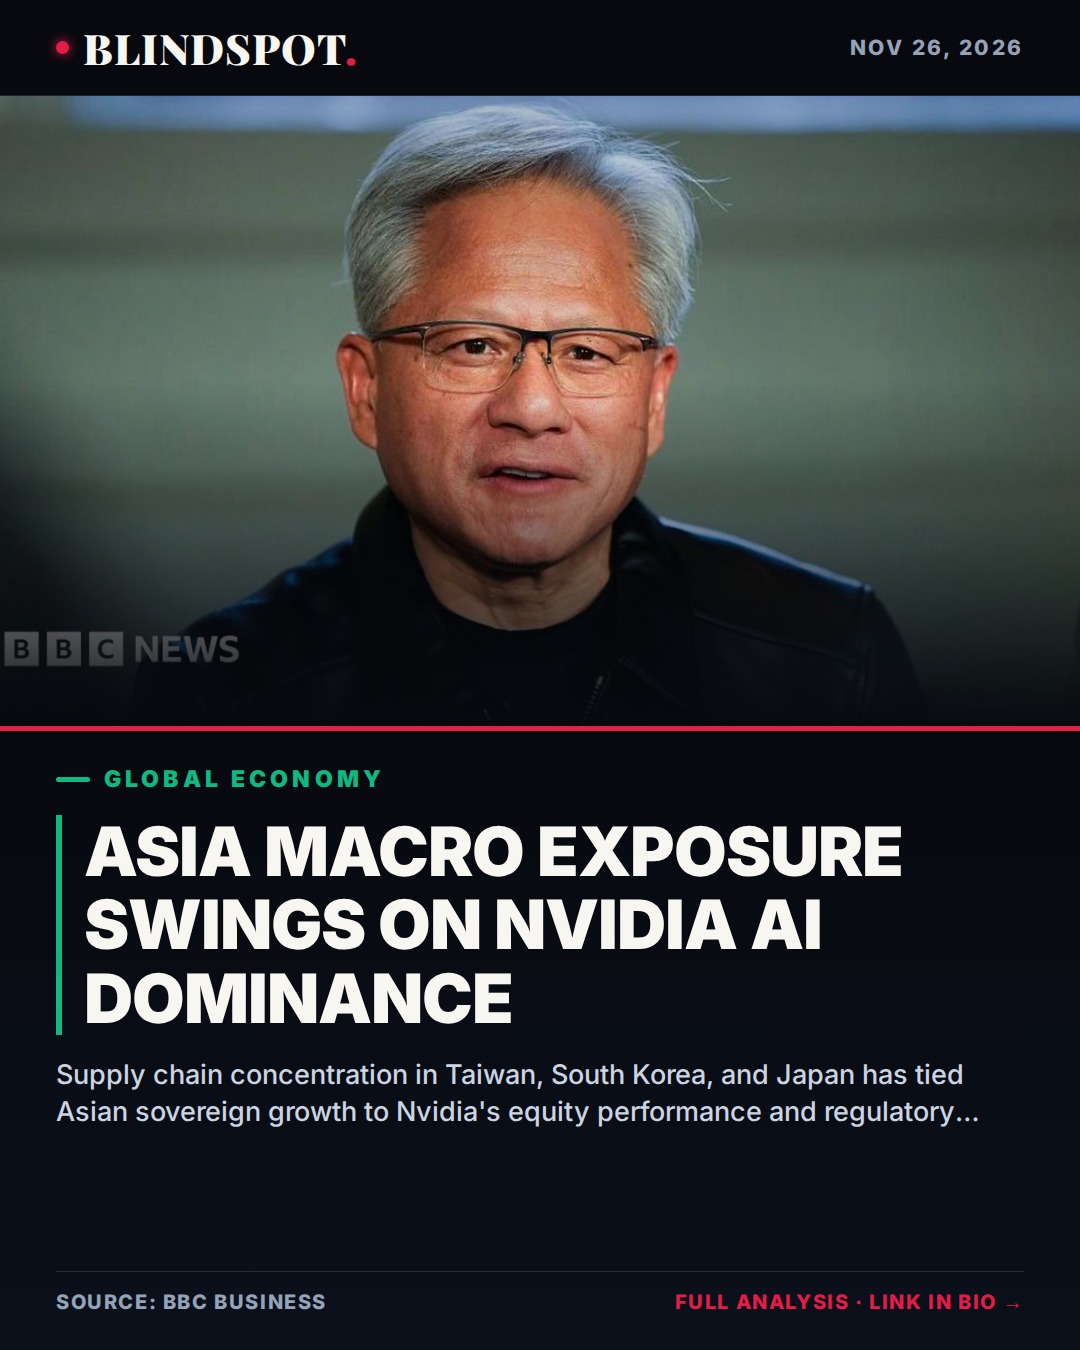 BLINDSPOT.
NOV 26, 2026
BBC NEWS
GLOBAL ECONOMY
ASIA MACRO EXPOSURE
SWINGS ON NVIDIA AI
DOMINANCE
Supply chain concentration in Taiwan, South Korea, and Japan has tied
Asian sovereign growth to Nvidia's equity performance and regulatory...
SOURCE: BBC BUSINESS
FULL ANALYSIS · LINK IN BIO →